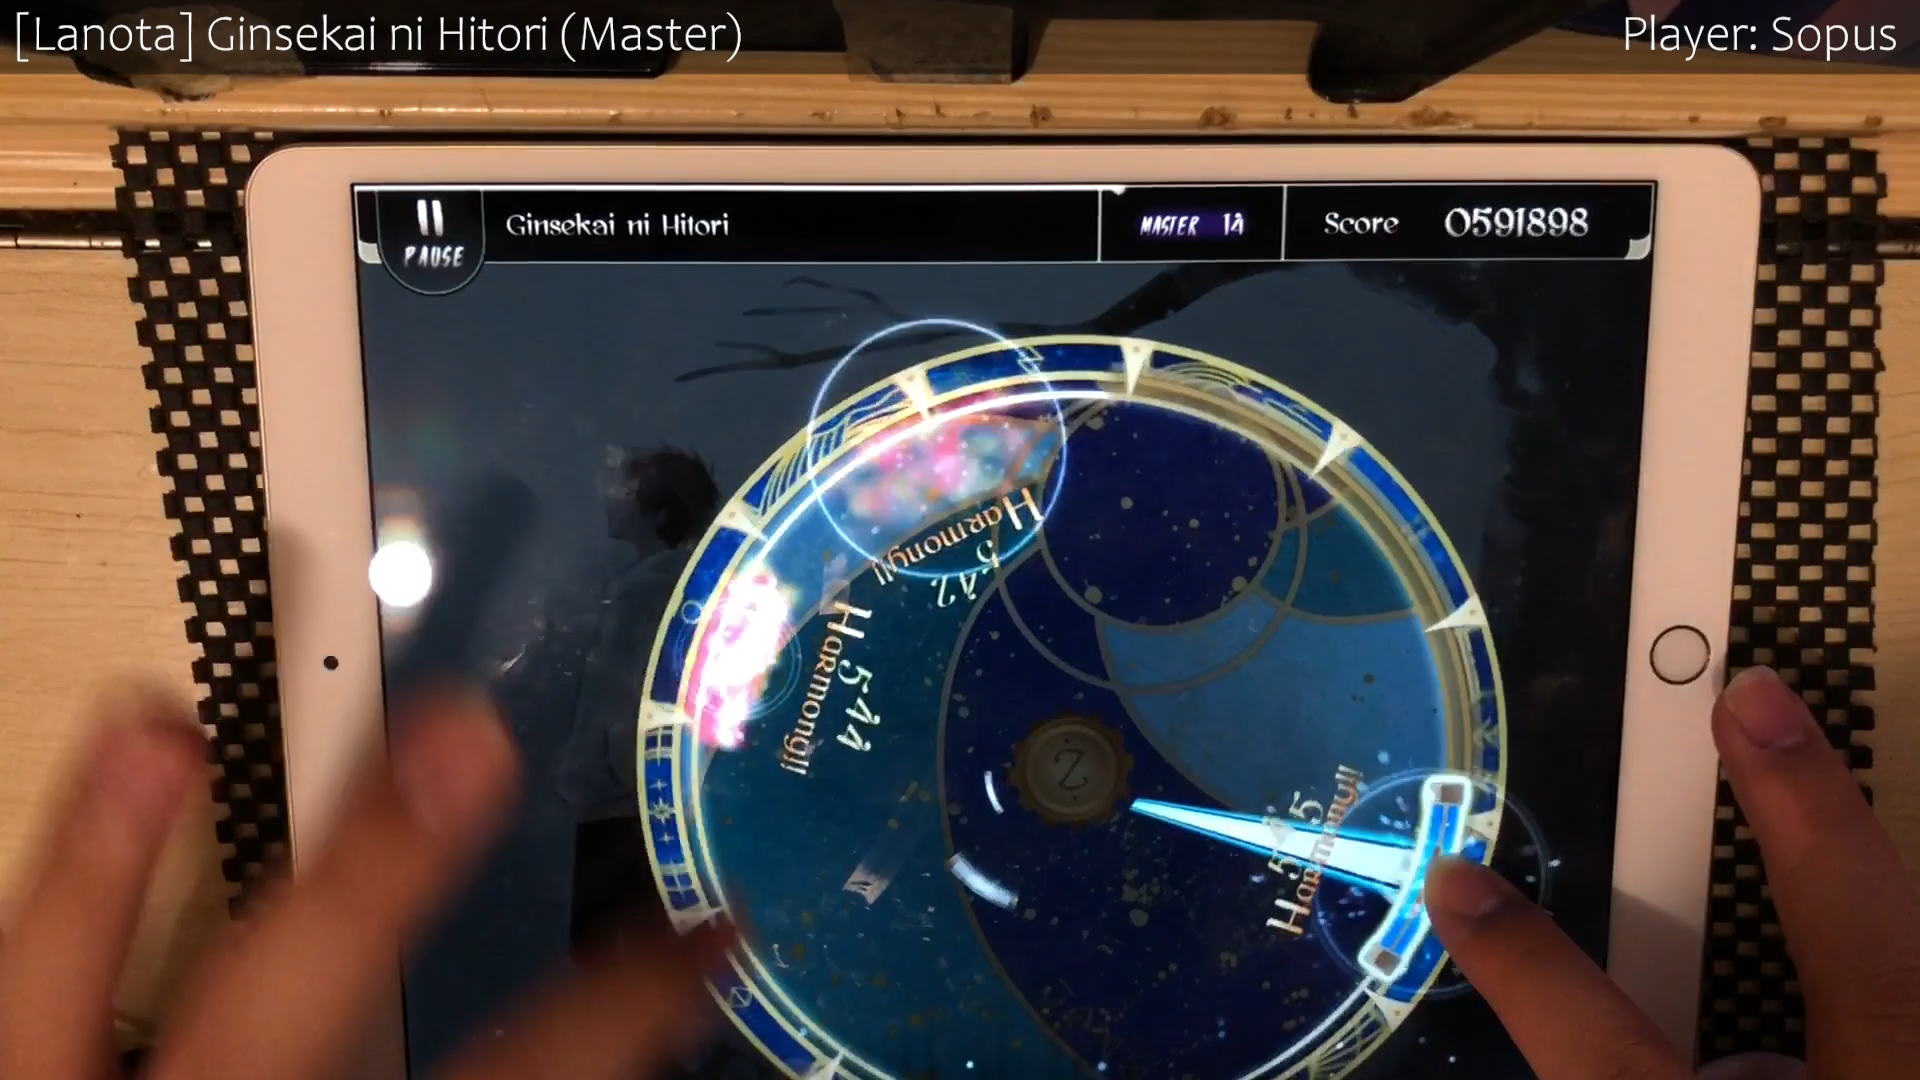 [Lanota] Ginsekai ni Hitori (Master)
Player: Sopus
PAUSE
Ginsekai ni Hitori
MASTER 14
Score 0591898
Harmony!!
542
Harmony!!
544
545
Harmony!!